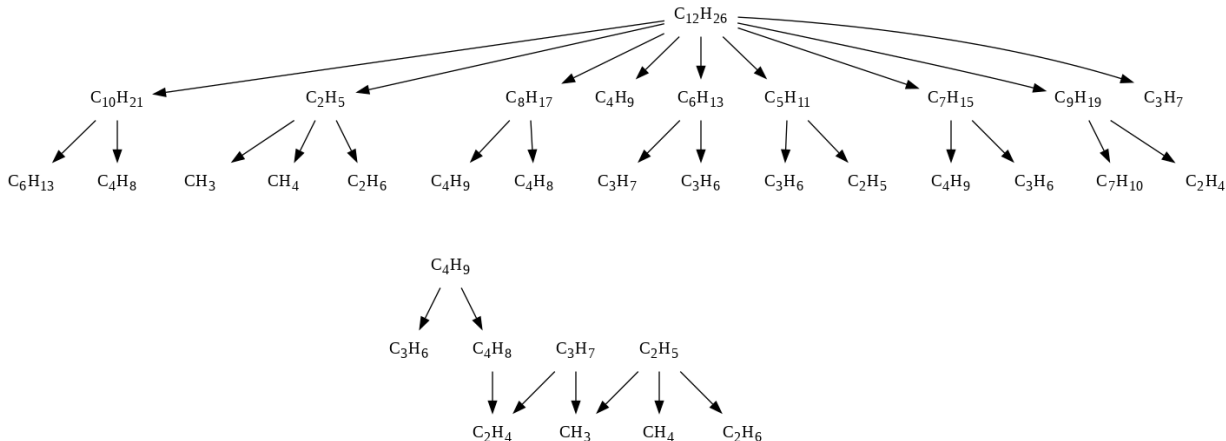 C₁₂H₂₆
C₁₀H₂₁ C₂H₅ C₈H₁₇ C₄H₉ C₆H₁₃ C₅H₁₁ C₇H₁₅ C₉H₁₉ C₃H₇
C₆H₁₃ C₄H₈ CH₃ CH₄ C₂H₆ C₄H₉ C₄H₈ C₃H₇ C₃H₆ C₃H₆ C₂H₅ C₄H₉ C₃H₆ C₇H₁₀ C₂H₄
C₄H₉
C₃H₆ C₄H₈ C₃H₇ C₂H₅
C₂H₄ CH₃ CH₄ C₂H₆